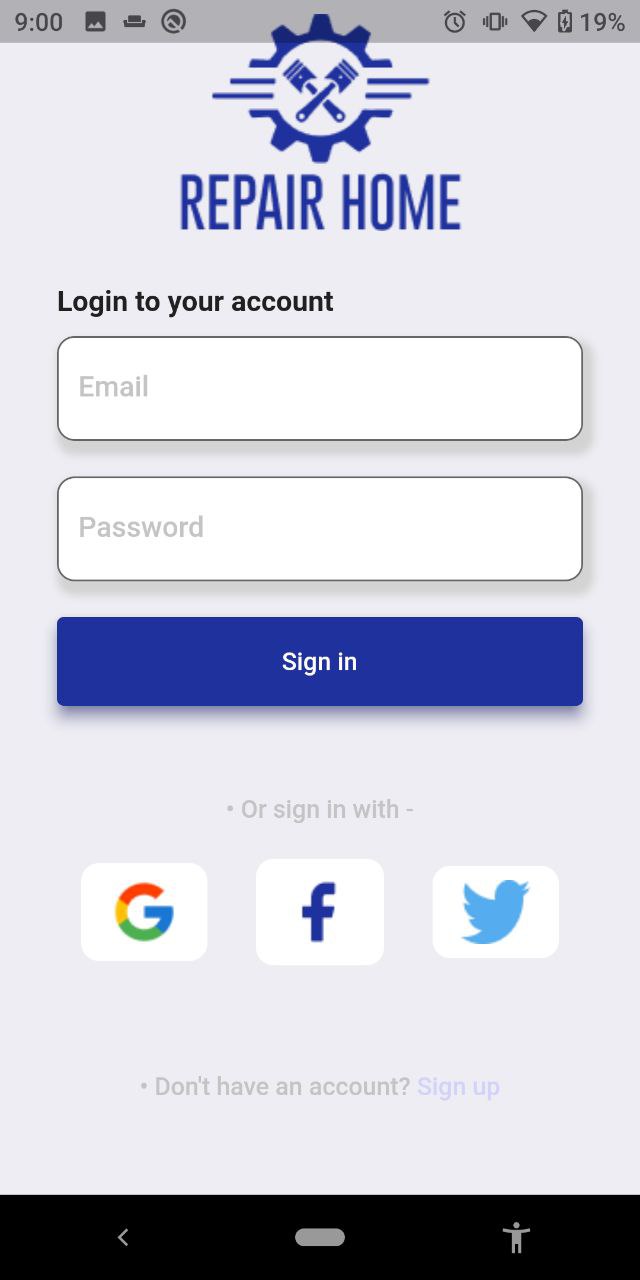 9:00 19%
REPAIR HOME
Login to your account
Email
Password
Sign in
• Or sign in with -
• Don't have an account? Sign up